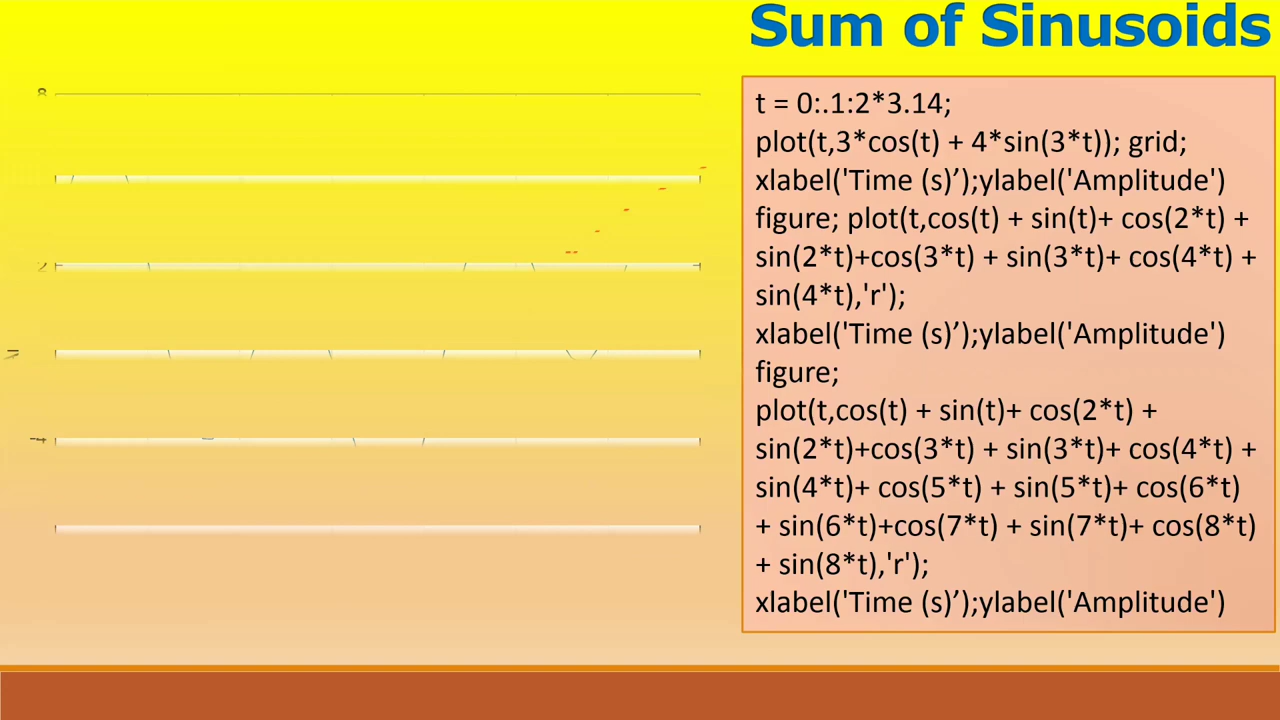 Sum of Sinusoids
t = 0:.1:2*3.14;
plot(t,3*cos(t) + 4*sin(3*t)); grid;
xlabel('Time (s)’);ylabel('Amplitude')
figure; plot(t,cos(t) + sin(t)+ cos(2*t) +
sin(2*t)+cos(3*t) + sin(3*t)+ cos(4*t) +
sin(4*t),'r');
xlabel('Time (s)’);ylabel('Amplitude')
figure;
plot(t,cos(t) + sin(t)+ cos(2*t) +
sin(2*t)+cos(3*t) + sin(3*t)+ cos(4*t) +
sin(4*t)+ cos(5*t) + sin(5*t)+ cos(6*t)
+ sin(6*t)+cos(7*t) + sin(7*t)+ cos(8*t)
+ sin(8*t),'r');
xlabel('Time (s)’);ylabel('Amplitude')